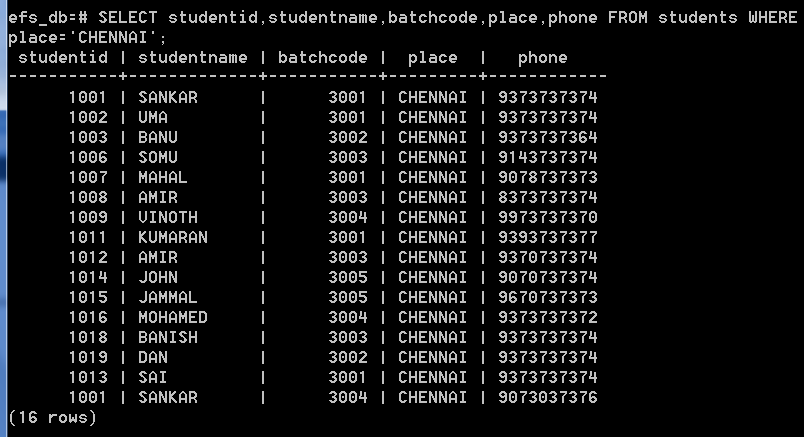 efs_db=# SELECT studentid,studentname,batchcode,place,phone FROM students WHERE
place='CHENNAI';
 studentid | studentname | batchcode |  place  |   phone
-----------+-------------+-----------+---------+------------
      1001 | SANKAR      |      3001 | CHENNAI | 9373737374
      1002 | UMA         |      3001 | CHENNAI | 9373737374
      1003 | BANU        |      3002 | CHENNAI | 9373737364
      1006 | SOMU        |      3003 | CHENNAI | 9143737374
      1007 | MAHAL       |      3001 | CHENNAI | 9078737373
      1008 | AMIR        |      3003 | CHENNAI | 8373737374
      1009 | VINOTH      |      3004 | CHENNAI | 9973737370
      1011 | KUMARAN     |      3001 | CHENNAI | 9393737377
      1012 | AMIR        |      3003 | CHENNAI | 9370737374
      1014 | JOHN        |      3005 | CHENNAI | 9070737374
      1015 | JAMMAL      |      3005 | CHENNAI | 9670737373
      1016 | MOHAMED     |      3004 | CHENNAI | 9373737372
      1018 | BANISH      |      3003 | CHENNAI | 9373737374
      1019 | DAN         |      3002 | CHENNAI | 9373737374
      1013 | SAI         |      3001 | CHENNAI | 9373737374
      1001 | SANKAR      |      3004 | CHENNAI | 9073037376
(16 rows)